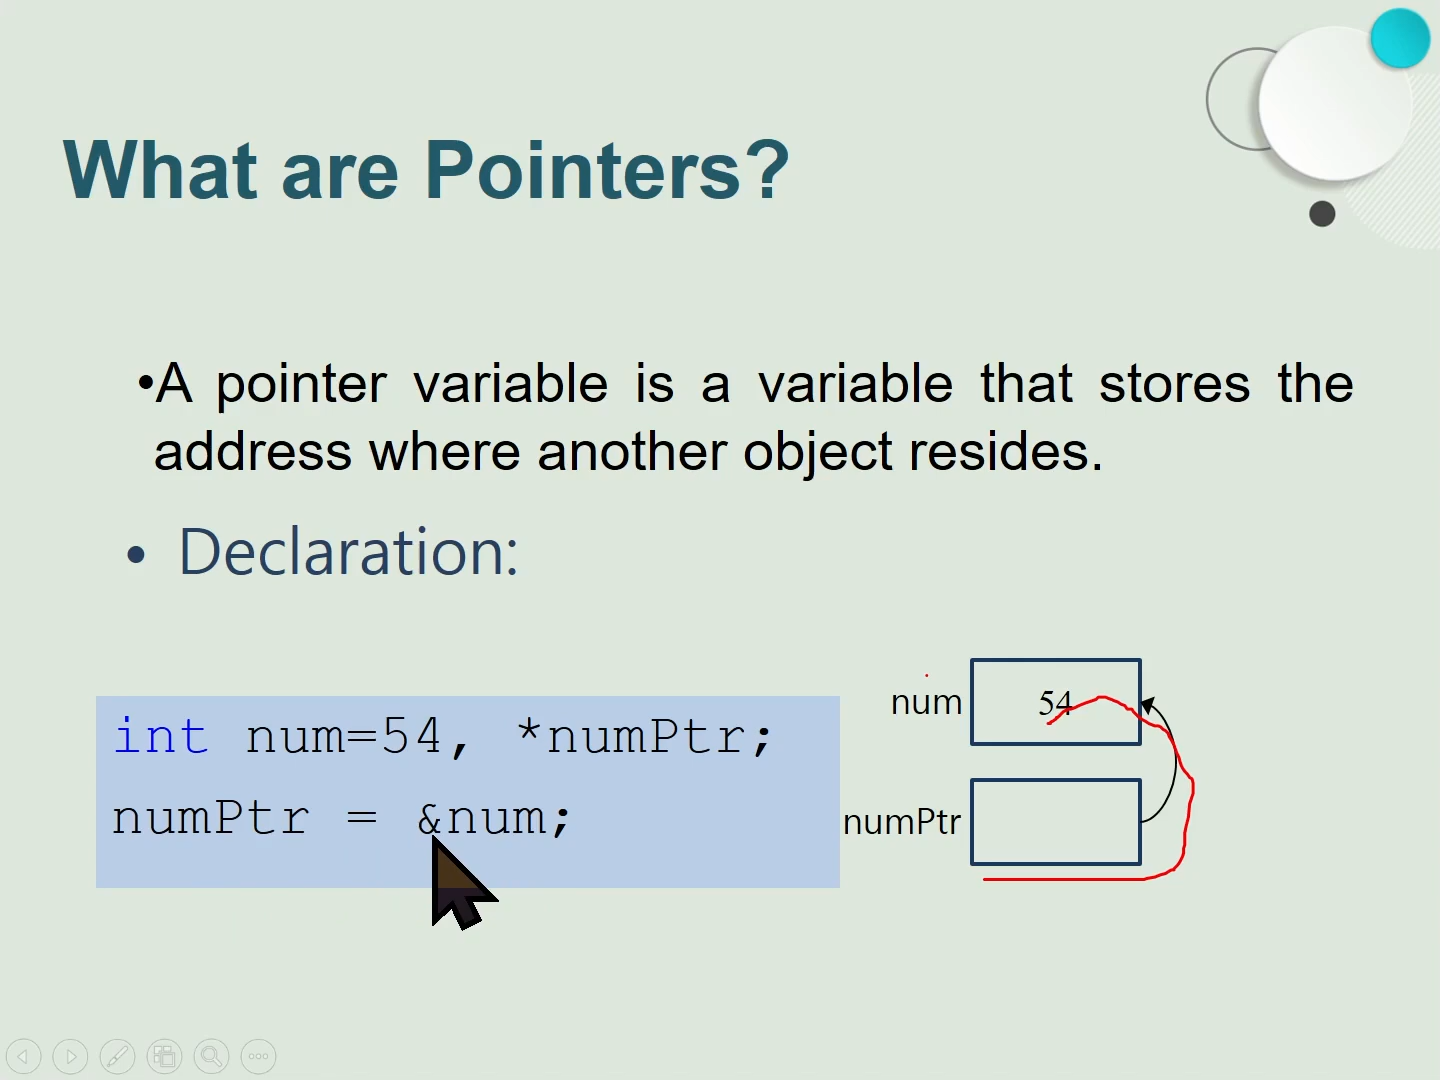 What are Pointers?
•A pointer variable is a variable that stores the
address where another object resides.
• Declaration:
int num=54, *numPtr;
numPtr = &num;
num
54
numPtr